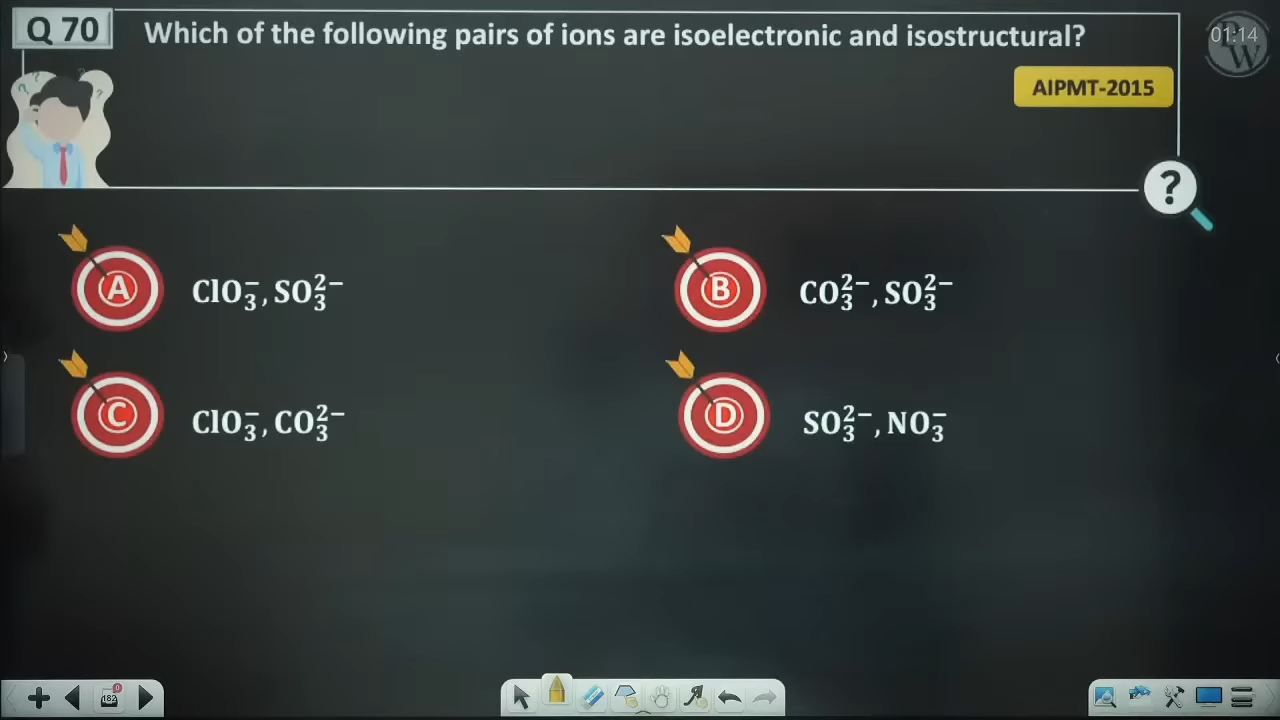 Q 70
Which of the following pairs of ions are isoelectronic and isostructural?
01:14
AIPMT-2015
?
A ClO₃⁻, SO₃²⁻
B CO₃²⁻, SO₃²⁻
C ClO₃⁻, CO₃²⁻
D SO₃²⁻, NO₃⁻
182